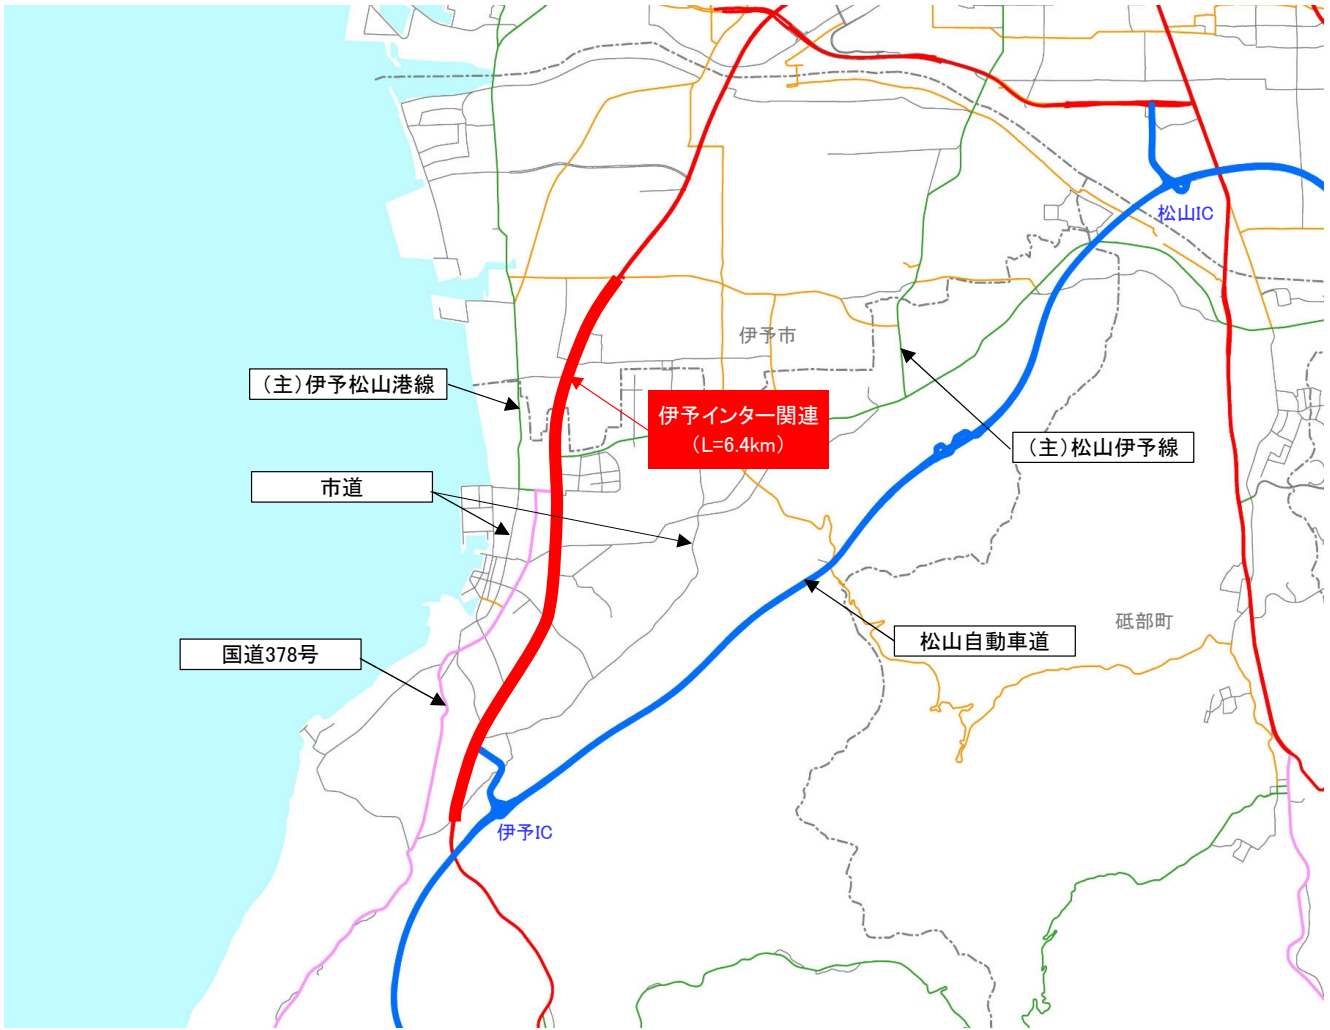 松山IC
伊予市
(主)伊予松山港線
伊予インター関連
(L=6.4km)
(主)松山伊予線
市道
砥部町
松山自動車道
国道378号
伊予IC